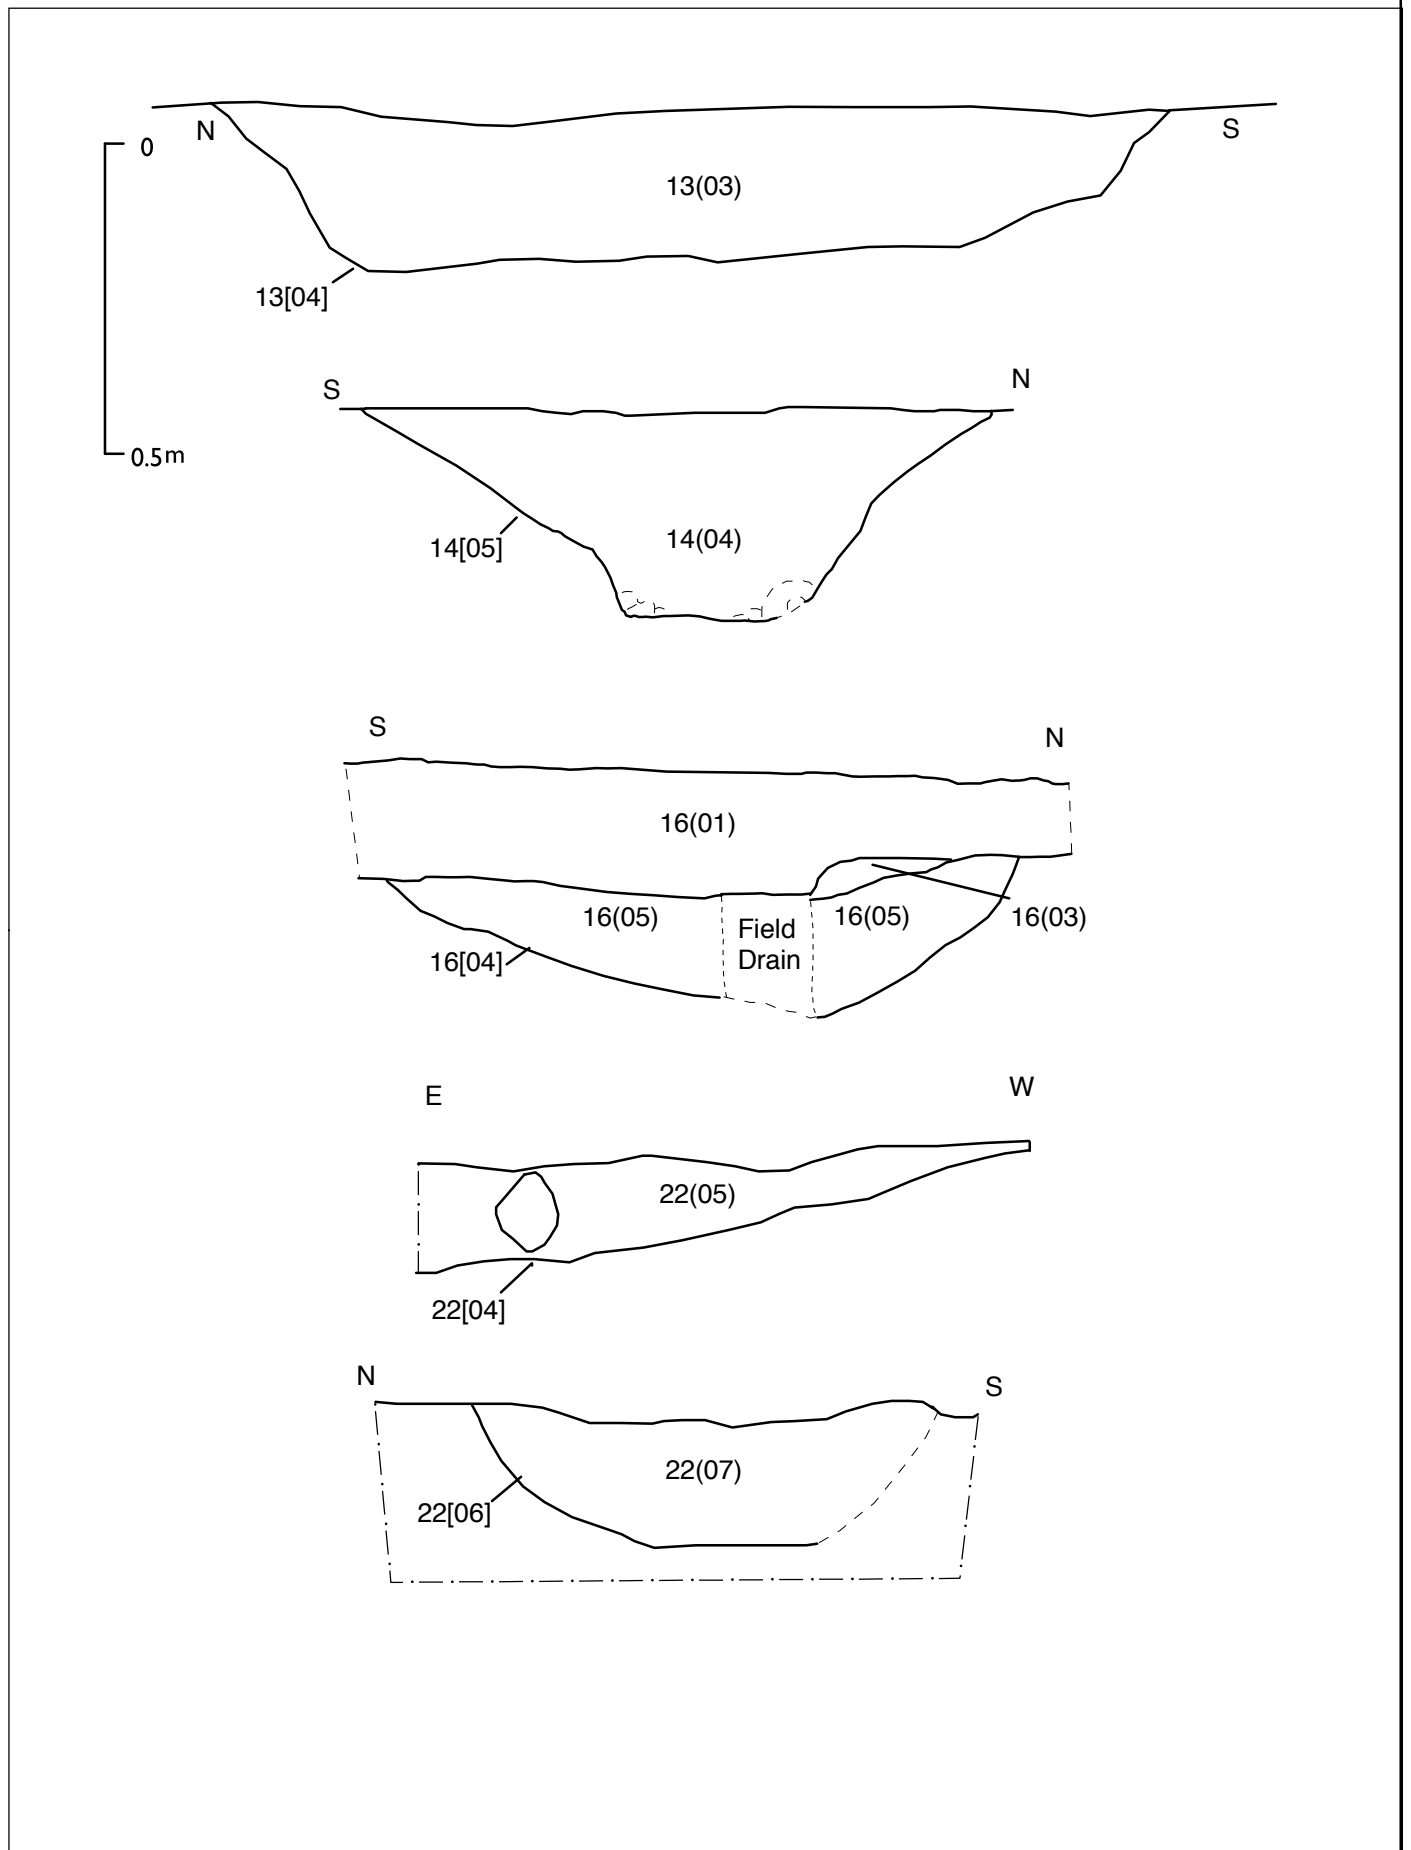 N
S
0
13(03)
13[04]
S
N
0.5m
14[05]
14(04)
S
N
16(01)
16(05)
Field
Drain
16(05)
16(03)
16[04]
E
W
22(05)
22[04]
N
S
22(07)
22[06]